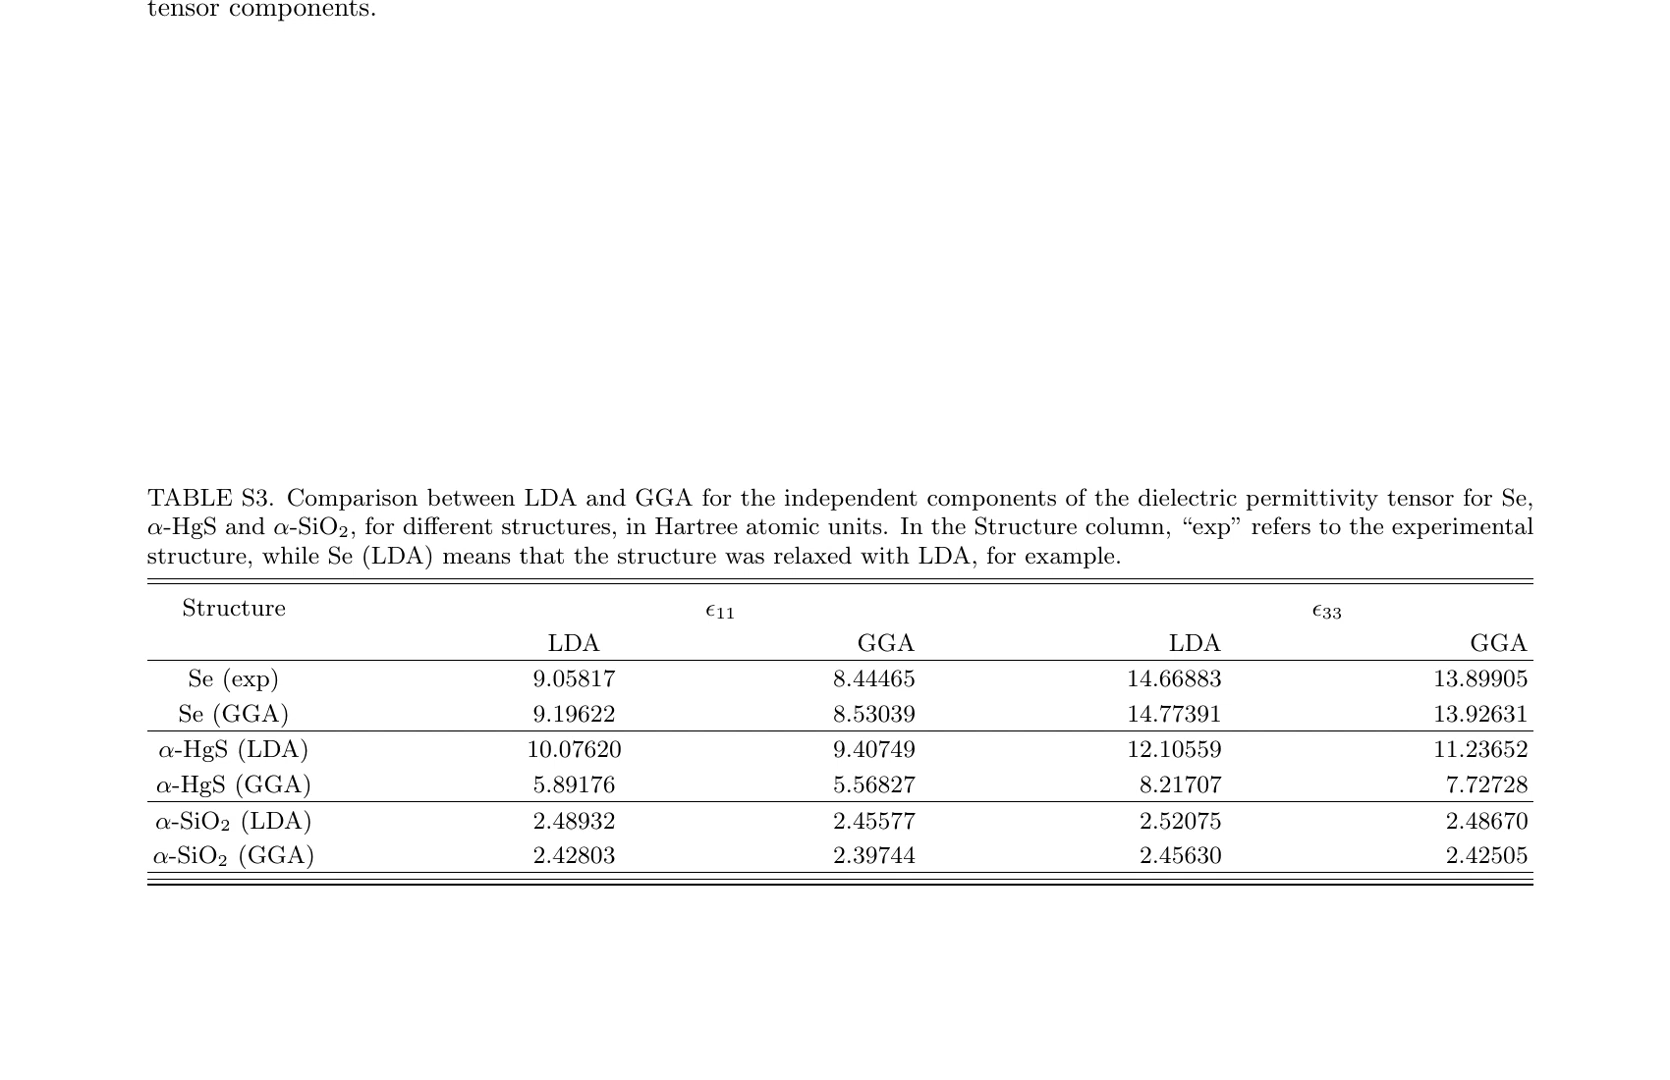 tensor components.
TABLE S3. Comparison between LDA and GGA for the independent components of the dielectric permittivity tensor for Se,
α-HgS and α-SiO₂, for different structures, in Hartree atomic units. In the Structure column, “exp” refers to the experimental
structure, while Se (LDA) means that the structure was relaxed with LDA, for example.
Structure ϵ₁₁ ϵ₃₃
LDA GGA LDA GGA
Se (exp) 9.05817 8.44465 14.66883 13.89905
Se (GGA) 9.19622 8.53039 14.77391 13.92631
α-HgS (LDA) 10.07620 9.40749 12.10559 11.23652
α-HgS (GGA) 5.89176 5.56827 8.21707 7.72728
α-SiO₂ (LDA) 2.48932 2.45577 2.52075 2.48670
α-SiO₂ (GGA) 2.42803 2.39744 2.45630 2.42505